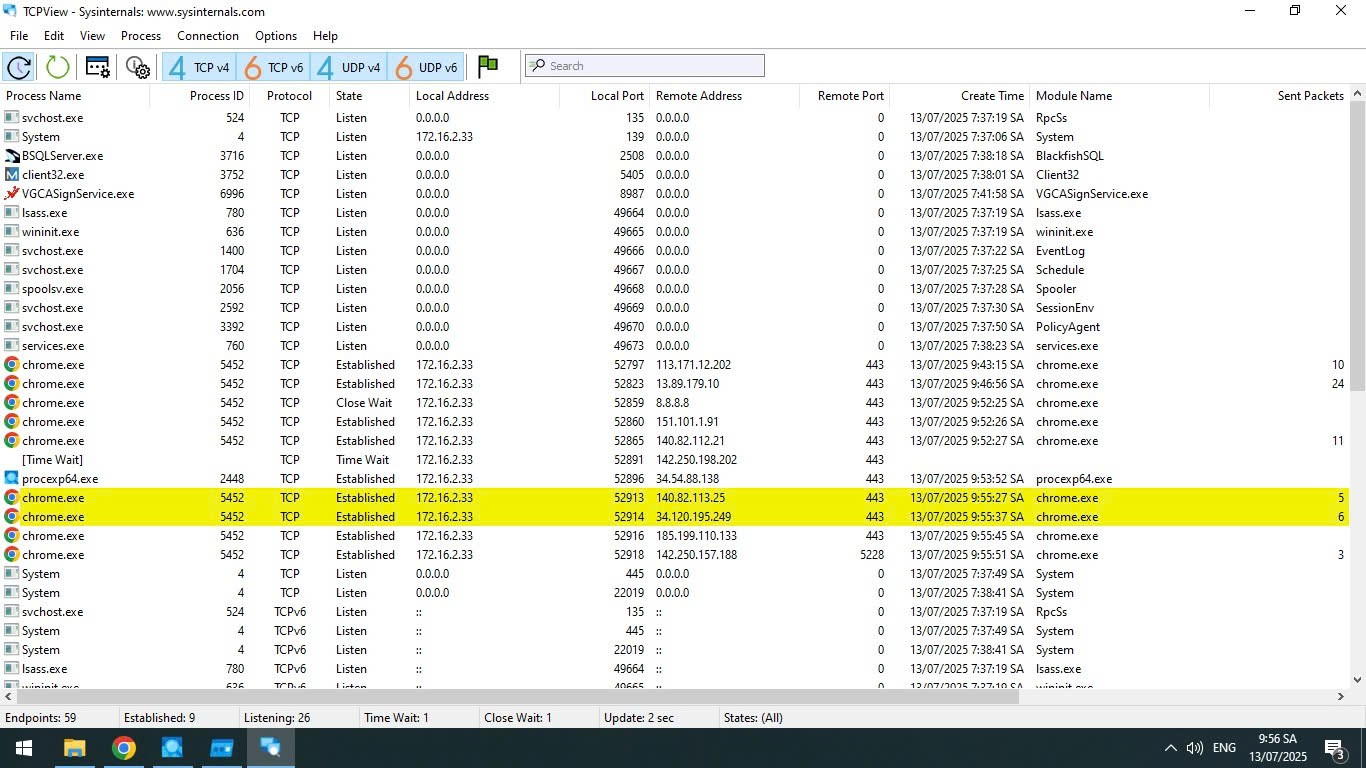 TCPView - Sysinternals: www.sysinternals.com
File Edit View Process Connection Options Help
4 TCP v4 6 TCP v6 4 UDP v4 6 UDP v6 Search
Process Name Process ID Protocol State Local Address Local Port Remote Address Remote Port Create Time Module Name Sent Packets
svchost.exe 524 TCP Listen 0.0.0.0 135 0.0.0.0 0 13/07/2025 7:37:19 SA RpcSs
System 4 TCP Listen 172.16.2.33 139 0.0.0.0 0 13/07/2025 7:37:06 SA System
BSQLServer.exe 3716 TCP Listen 0.0.0.0 2508 0.0.0.0 0 13/07/2025 7:38:18 SA BlackfishSQL
client32.exe 3752 TCP Listen 0.0.0.0 5405 0.0.0.0 0 13/07/2025 7:38:01 SA Client32
VGCASignService.exe 6996 TCP Listen 0.0.0.0 8987 0.0.0.0 0 13/07/2025 7:41:58 SA VGCASignService.exe
lsass.exe 780 TCP Listen 0.0.0.0 49664 0.0.0.0 0 13/07/2025 7:37:19 SA lsass.exe
wininit.exe 636 TCP Listen 0.0.0.0 49665 0.0.0.0 0 13/07/2025 7:37:19 SA wininit.exe
svchost.exe 1400 TCP Listen 0.0.0.0 49666 0.0.0.0 0 13/07/2025 7:37:22 SA EventLog
svchost.exe 1704 TCP Listen 0.0.0.0 49667 0.0.0.0 0 13/07/2025 7:37:25 SA Schedule
spoolsv.exe 2056 TCP Listen 0.0.0.0 49668 0.0.0.0 0 13/07/2025 7:37:28 SA Spooler
svchost.exe 2592 TCP Listen 0.0.0.0 49669 0.0.0.0 0 13/07/2025 7:37:30 SA SessionEnv
svchost.exe 3392 TCP Listen 0.0.0.0 49670 0.0.0.0 0 13/07/2025 7:37:50 SA PolicyAgent
services.exe 760 TCP Listen 0.0.0.0 49673 0.0.0.0 0 13/07/2025 7:38:23 SA services.exe
chrome.exe 5452 TCP Established 172.16.2.33 52797 113.171.12.202 443 13/07/2025 9:43:15 SA chrome.exe 10
chrome.exe 5452 TCP Established 172.16.2.33 52823 13.89.179.10 443 13/07/2025 9:46:56 SA chrome.exe 24
chrome.exe 5452 TCP Close Wait 172.16.2.33 52859 8.8.8.8 443 13/07/2025 9:52:25 SA chrome.exe
chrome.exe 5452 TCP Established 172.16.2.33 52860 151.101.1.91 443 13/07/2025 9:52:26 SA chrome.exe
chrome.exe 5452 TCP Established 172.16.2.33 52865 140.82.112.21 443 13/07/2025 9:52:27 SA chrome.exe 11
[Time Wait] TCP Time Wait 172.16.2.33 52891 142.250.198.202 443
procexp64.exe 2448 TCP Established 172.16.2.33 52896 34.54.88.138 443 13/07/2025 9:53:52 SA procexp64.exe
chrome.exe 5452 TCP Established 172.16.2.33 52913 140.82.113.25 443 13/07/2025 9:55:27 SA chrome.exe 5
chrome.exe 5452 TCP Established 172.16.2.33 52914 34.120.195.249 443 13/07/2025 9:55:37 SA chrome.exe 6
chrome.exe 5452 TCP Established 172.16.2.33 52916 185.199.110.133 443 13/07/2025 9:55:45 SA chrome.exe
chrome.exe 5452 TCP Established 172.16.2.33 52918 142.250.157.188 5228 13/07/2025 9:55:51 SA chrome.exe 3
System 4 TCP Listen 0.0.0.0 445 0.0.0.0 0 13/07/2025 7:37:49 SA System
System 4 TCP Listen 0.0.0.0 22019 0.0.0.0 0 13/07/2025 7:38:41 SA System
svchost.exe 524 TCPv6 Listen :: 135 :: 0 13/07/2025 7:37:19 SA RpcSs
System 4 TCPv6 Listen :: 445 :: 0 13/07/2025 7:37:49 SA System
System 4 TCPv6 Listen :: 22019 :: 0 13/07/2025 7:38:41 SA System
lsass.exe 780 TCPv6 Listen :: 49664 :: 0 13/07/2025 7:37:19 SA lsass.exe
wininit.exe 636 TCPv6 Listen :: 49665 :: 0 13/07/2025 7:37:19 SA wininit.exe
Endpoints: 59 Established: 9 Listening: 26 Time Wait: 1 Close Wait: 1 Update: 2 sec States: (All)
ENG 9:56 SA
13/07/2025 3